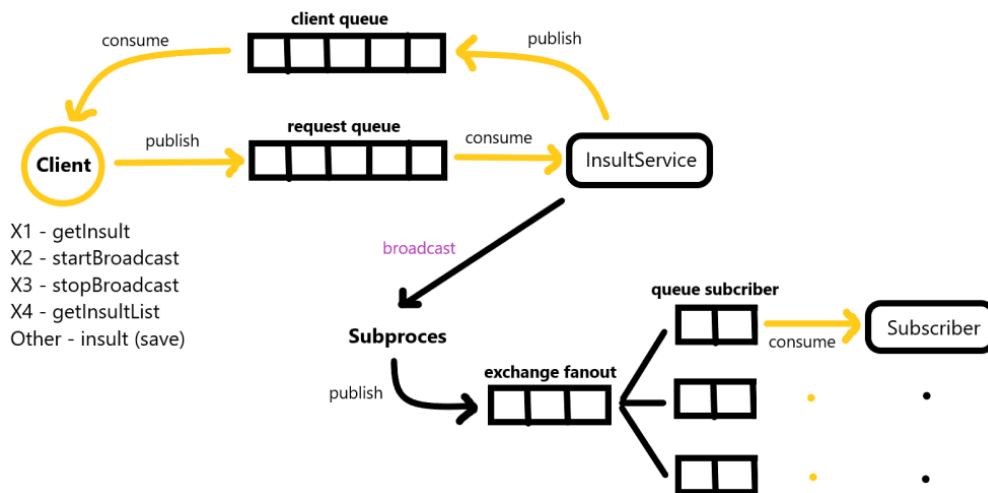 client queue
consume
publish
request queue
publish
consume
Client
InsultService
X1 - getInsult
X2 - startBroadcast
X3 - stopBroadcast
X4 - getInsultList
Other - insult (save)
broadcast
queue subcriber
Subproces
Subscriber
consume
exchange fanout
publish